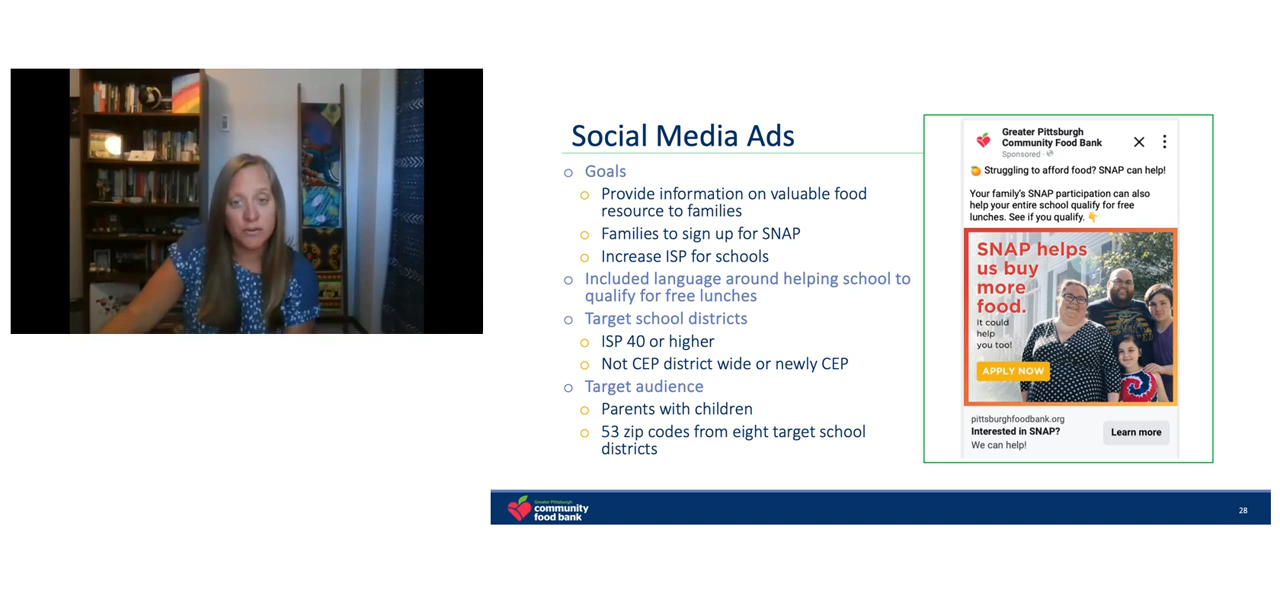 Social Media Ads
Goals
Provide information on valuable food
resource to families
Families to sign up for SNAP
Increase ISP for schools
Included language around helping school to
qualify for free lunches
Target school districts
ISP 40 or higher
Not CEP district wide or newly CEP
Target audience
Parents with children
53 zip codes from eight target school
districts
Greater Pittsburgh
Community Food Bank
Sponsored ·
Struggling to afford food? SNAP can help!
Your family's SNAP participation can also
help your entire school qualify for free
lunches. See if you qualify.
SNAP helps
us buy
more
food.
It could
help
you too!
APPLY NOW
pittsburghfoodbank.org
Interested in SNAP?
We can help!
Learn more
Greater Pittsburgh
community
food bank
28